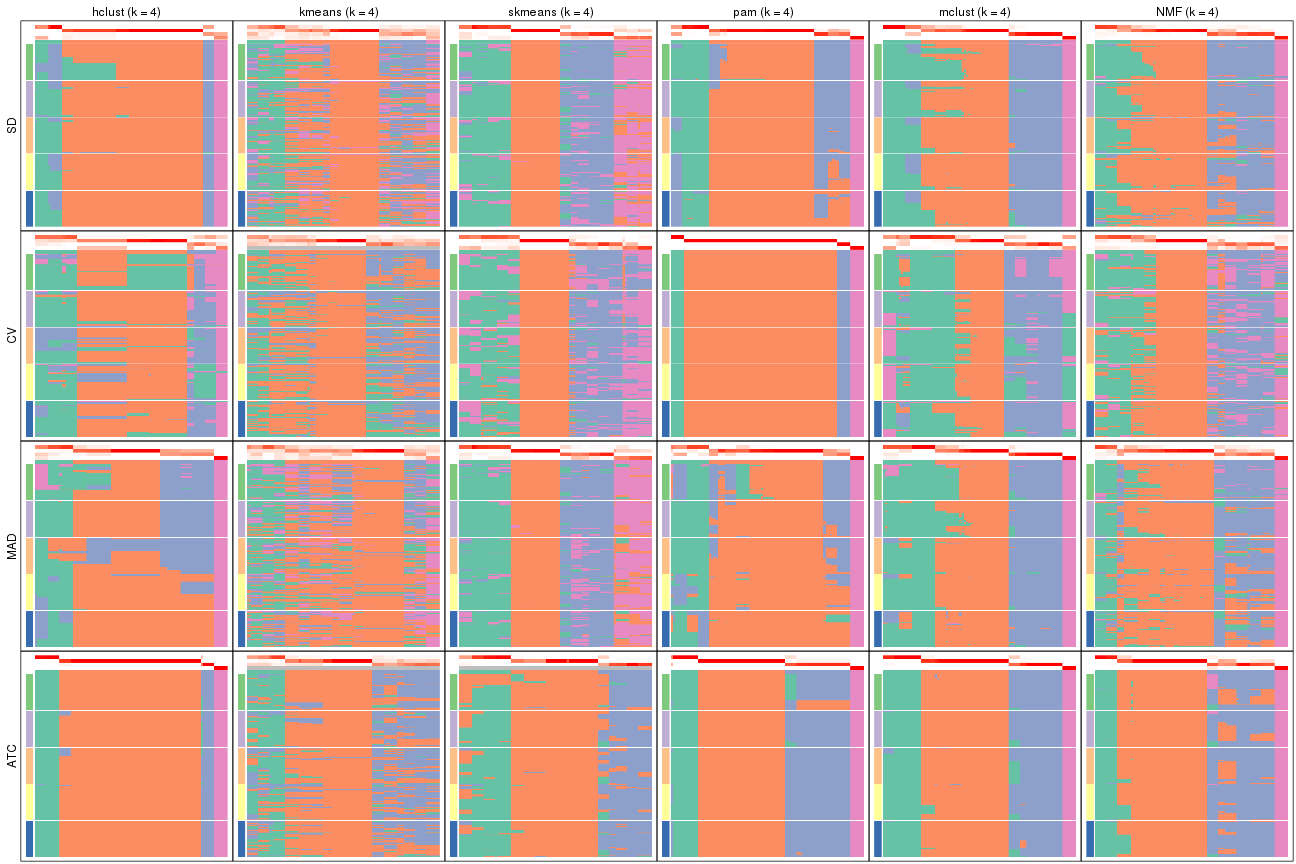 hclust (k = 4) kmeans (k = 4) skmeans (k = 4) pam (k = 4) mclust (k = 4) NMF (k = 4)
SD
CV
MAD
ATC